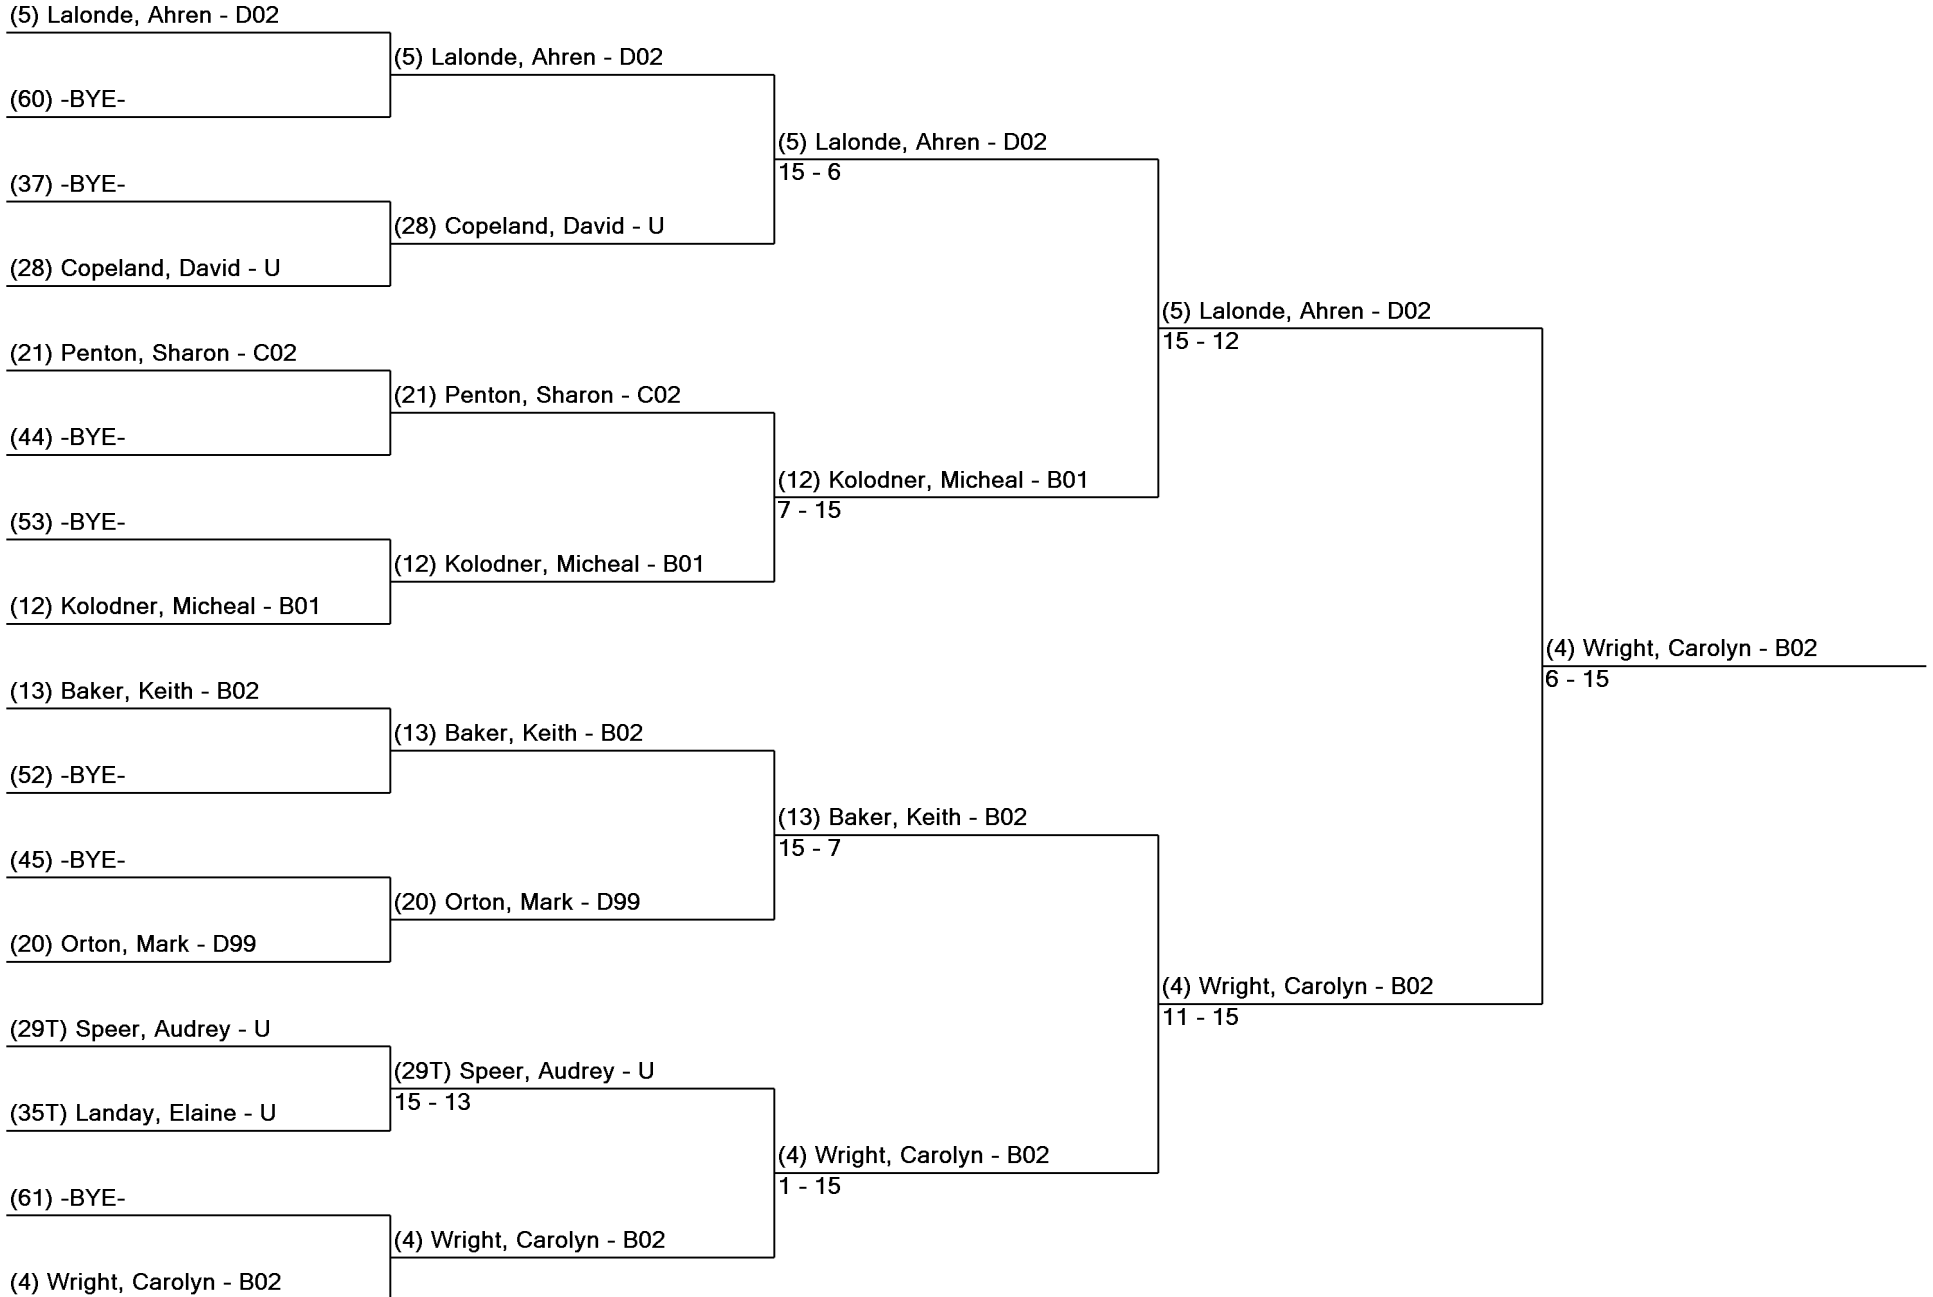 (5) Lalonde, Ahren - D02
(5) Lalonde, Ahren - D02
(60) -BYE-
(5) Lalonde, Ahren - D02
15 - 6
(37) -BYE-
(28) Copeland, David - U
(28) Copeland, David - U
(5) Lalonde, Ahren - D02
15 - 12
(21) Penton, Sharon - C02
(21) Penton, Sharon - C02
(44) -BYE-
(12) Kolodner, Micheal - B01
7 - 15
(53) -BYE-
(12) Kolodner, Micheal - B01
(12) Kolodner, Micheal - B01
(4) Wright, Carolyn - B02
6 - 15
(13) Baker, Keith - B02
(13) Baker, Keith - B02
(52) -BYE-
(13) Baker, Keith - B02
15 - 7
(45) -BYE-
(20) Orton, Mark - D99
(20) Orton, Mark - D99
(4) Wright, Carolyn - B02
11 - 15
(29T) Speer, Audrey - U
(29T) Speer, Audrey - U
15 - 13
(35T) Landay, Elaine - U
(4) Wright, Carolyn - B02
1 - 15
(61) -BYE-
(4) Wright, Carolyn - B02
(4) Wright, Carolyn - B02